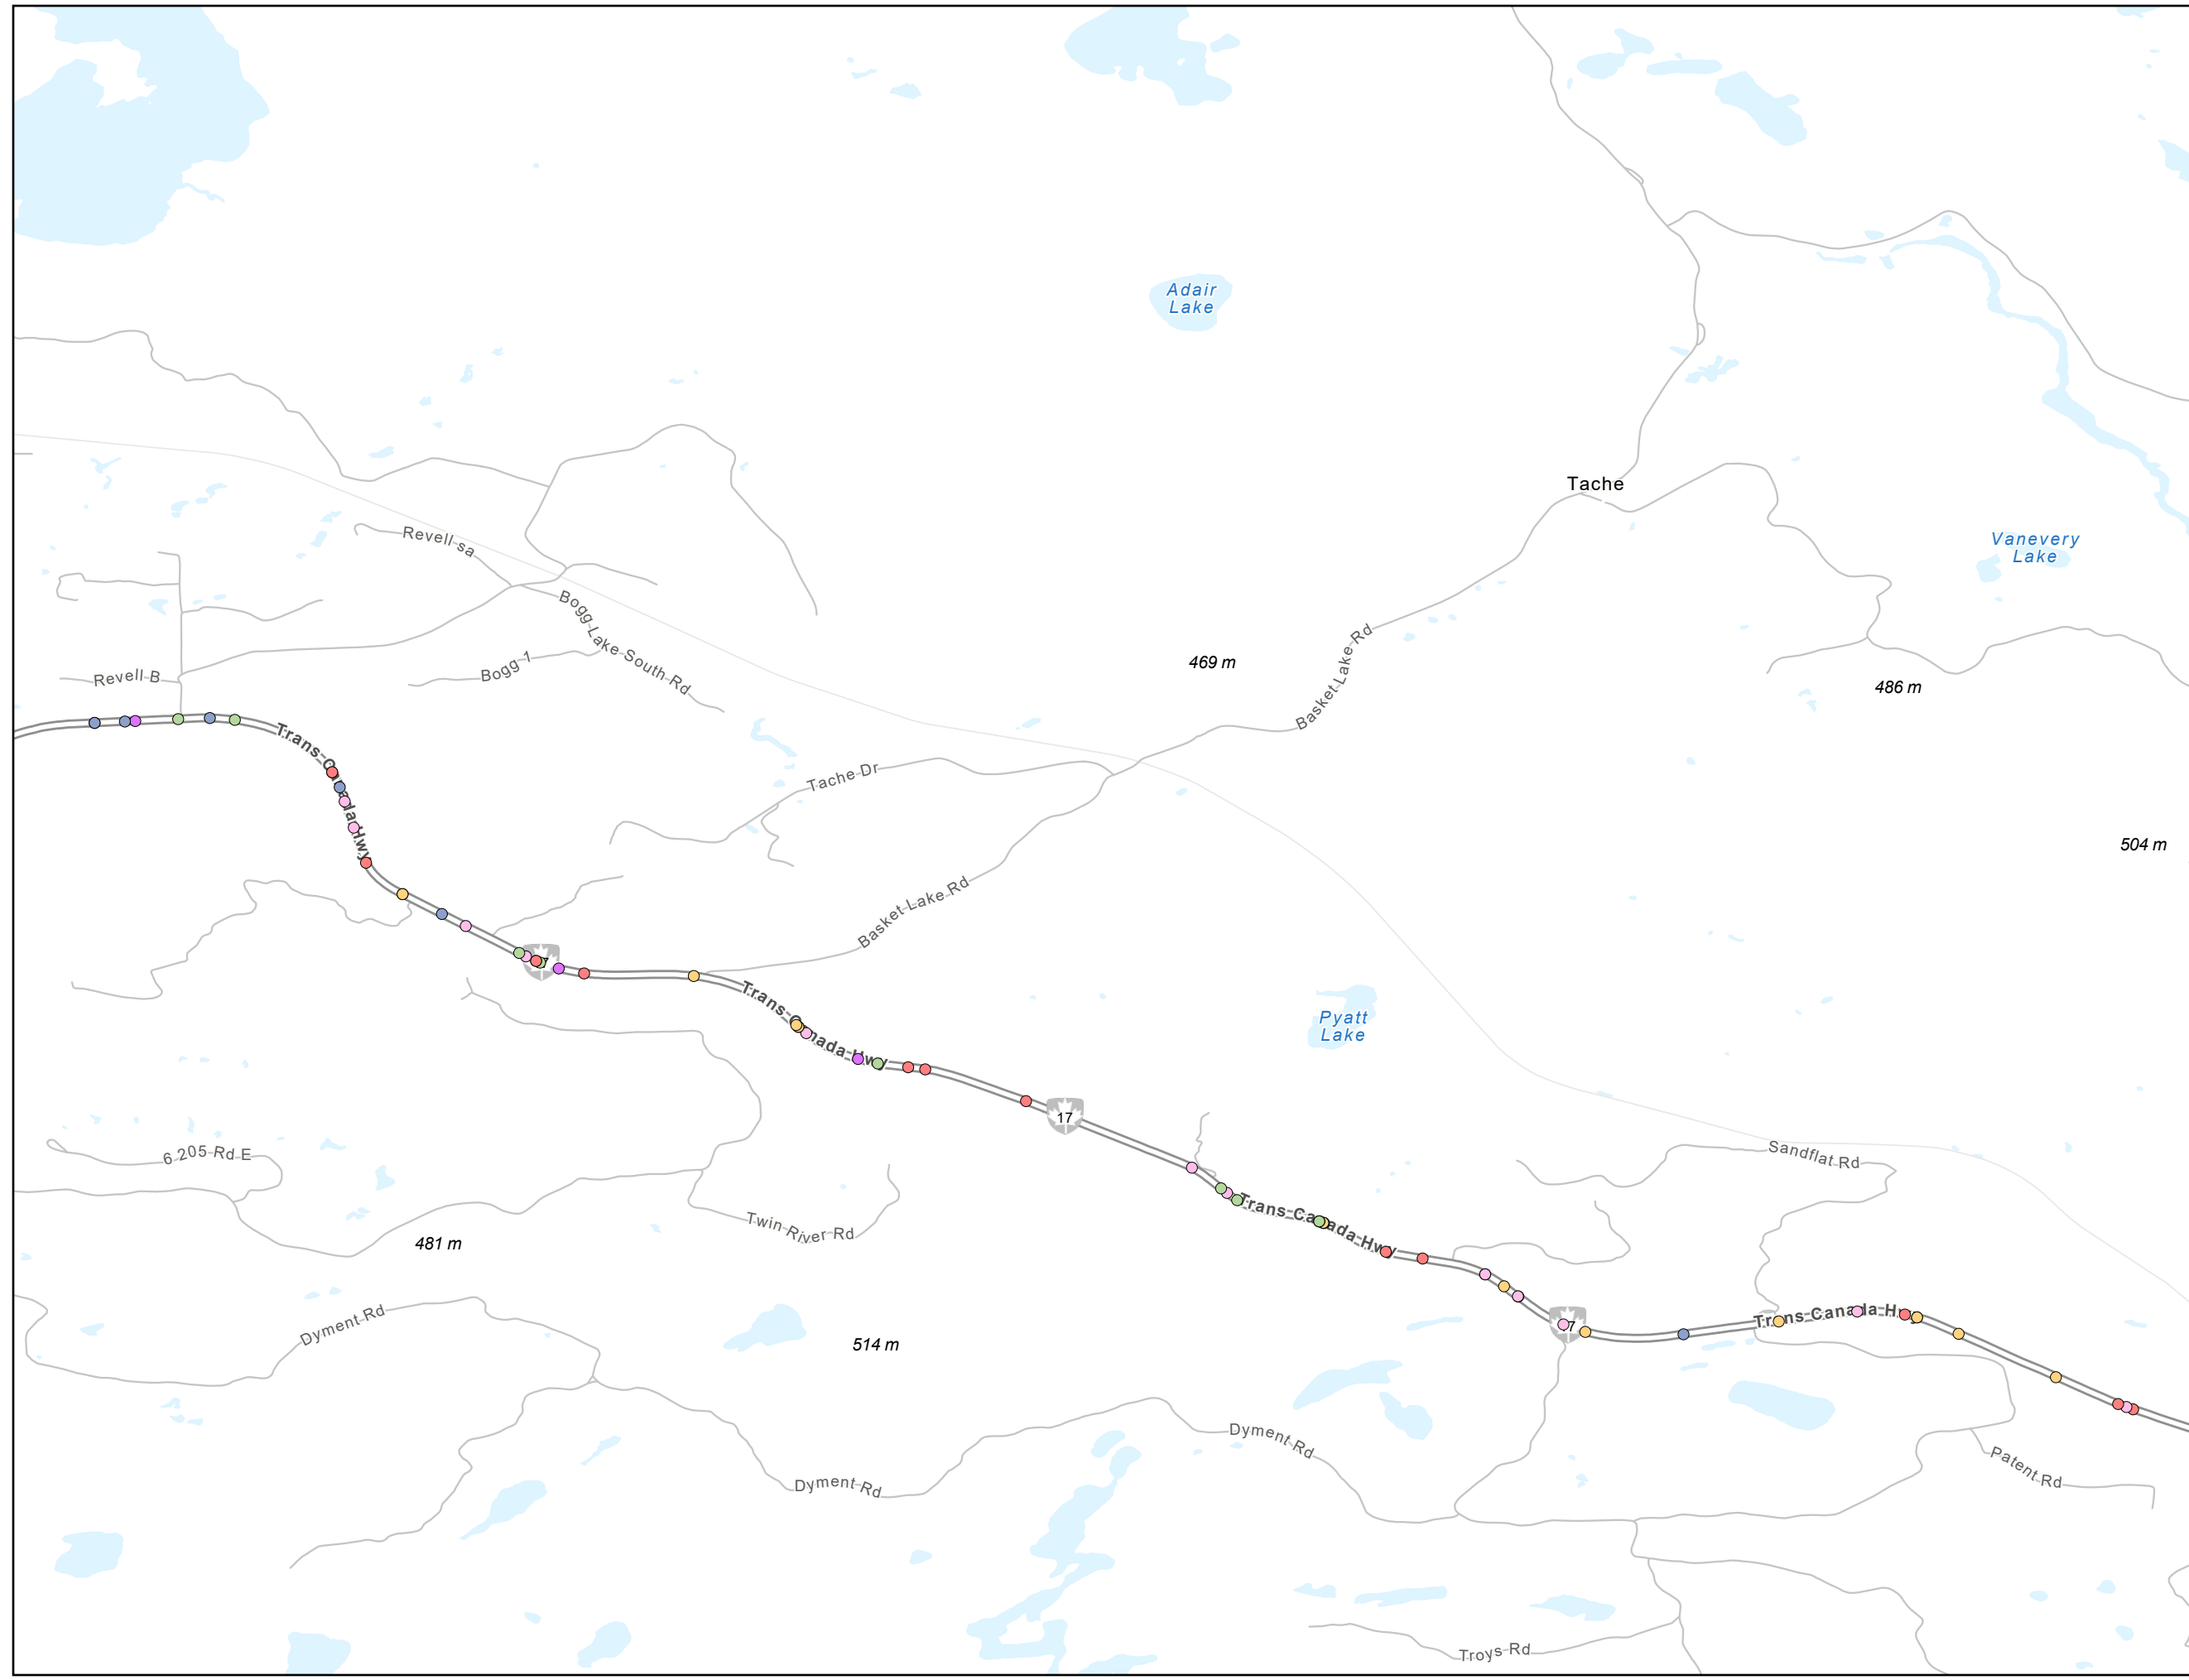 Adair
Lake
Tache
Revell sa
Vanevery
Lake
Bogg Lake South Rd
Basket Lake Rd
469 m
Bogg 1
Revell B
486 m
Trans-Canada Hwy
Tache Dr
504 m
Basket Lake Rd
Trans-Canada Hwy
Pyatt
Lake
17
6 205 Rd E
Sandflat Rd
Trans Canada Hwy
Twin River Rd
481 m
Dyment Rd
Trans Canada Hwy
17
514 m
Dyment Rd
Patent Rd
Dyment Rd
Troys Rd